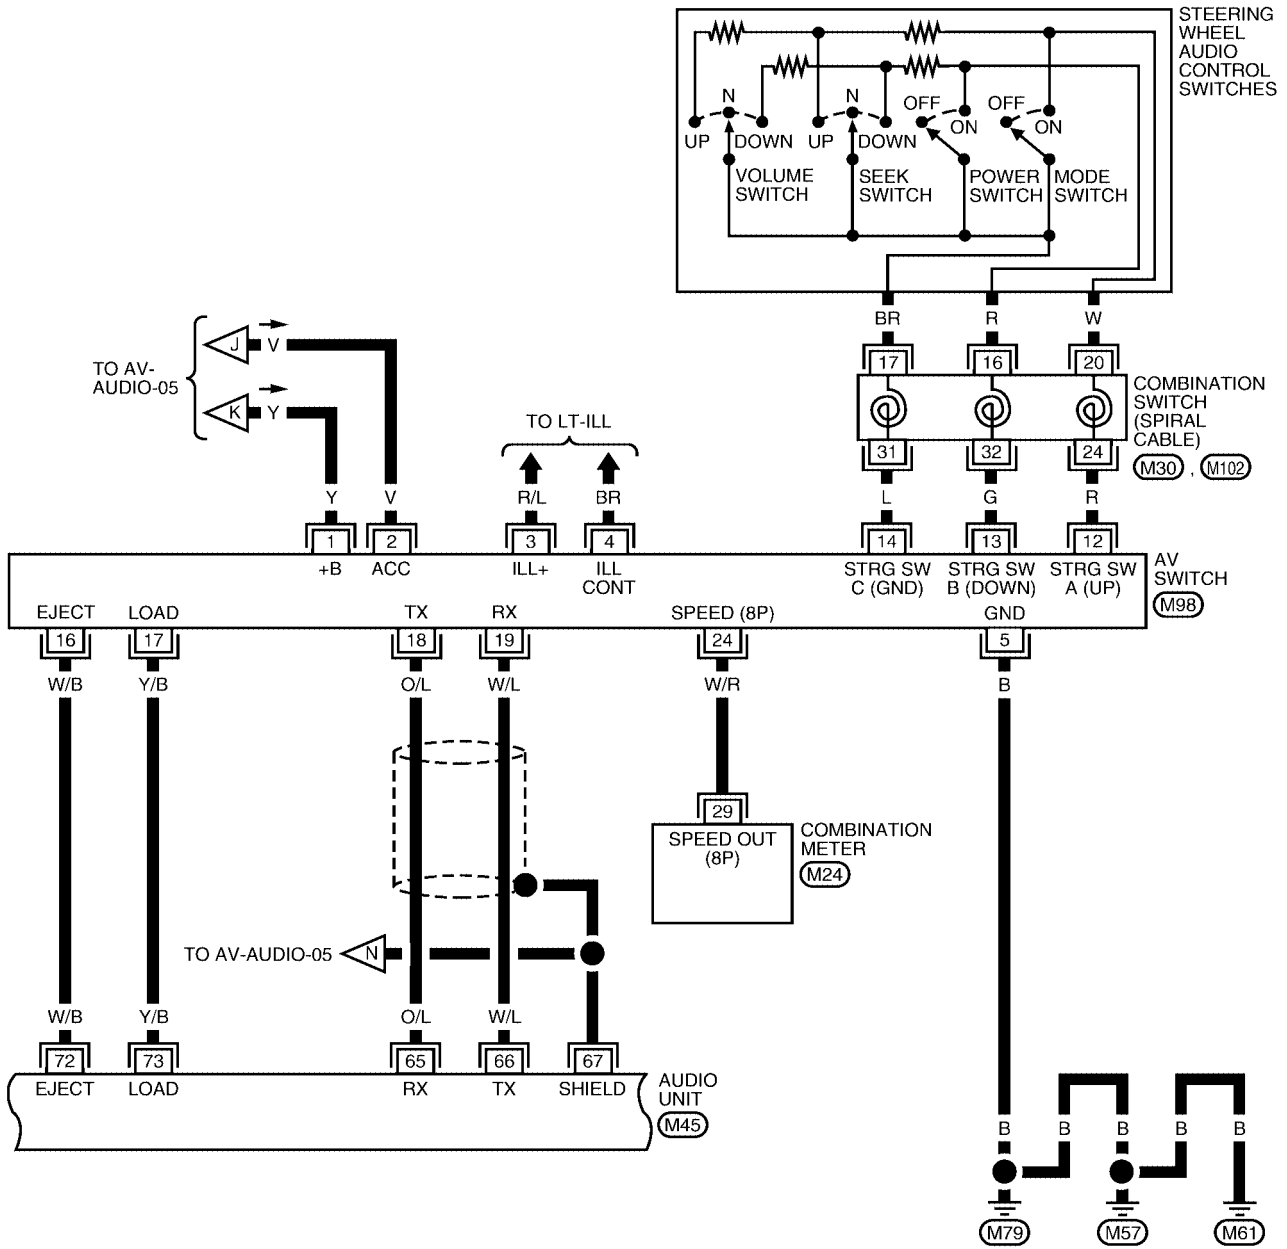 STEERING
WHEEL
AUDIO
CONTROL
SWITCHES
N
N
OFF
OFF
UP
DOWN
UP
DOWN
ON
ON
VOLUME
SWITCH
SEEK
SWITCH
POWER
SWITCH
MODE
SWITCH
BR
R
W
17
16
20
COMBINATION
SWITCH
(SPIRAL
CABLE)
M30 , M102
31
32
24
L
G
R
TO AV-
AUDIO-05
J
V
K
Y
TO LT-ILL
Y
V
R/L
BR
1
2
3
4
14
13
12
+B
ACC
ILL+
ILL
CONT
STRG SW
C (GND)
STRG SW
B (DOWN)
STRG SW
A (UP)
AV
SWITCH
M98
EJECT
LOAD
TX
RX
SPEED (8P)
GND
16
17
18
19
24
5
W/B
Y/B
O/L
W/L
W/R
B
29
SPEED OUT
(8P)
COMBINATION
METER
M24
TO AV-AUDIO-05
N
W/B
Y/B
O/L
W/L
72
73
65
66
67
EJECT
LOAD
RX
TX
SHIELD
AUDIO
UNIT
M45
B
B
B
B
B
M79
M57
M61